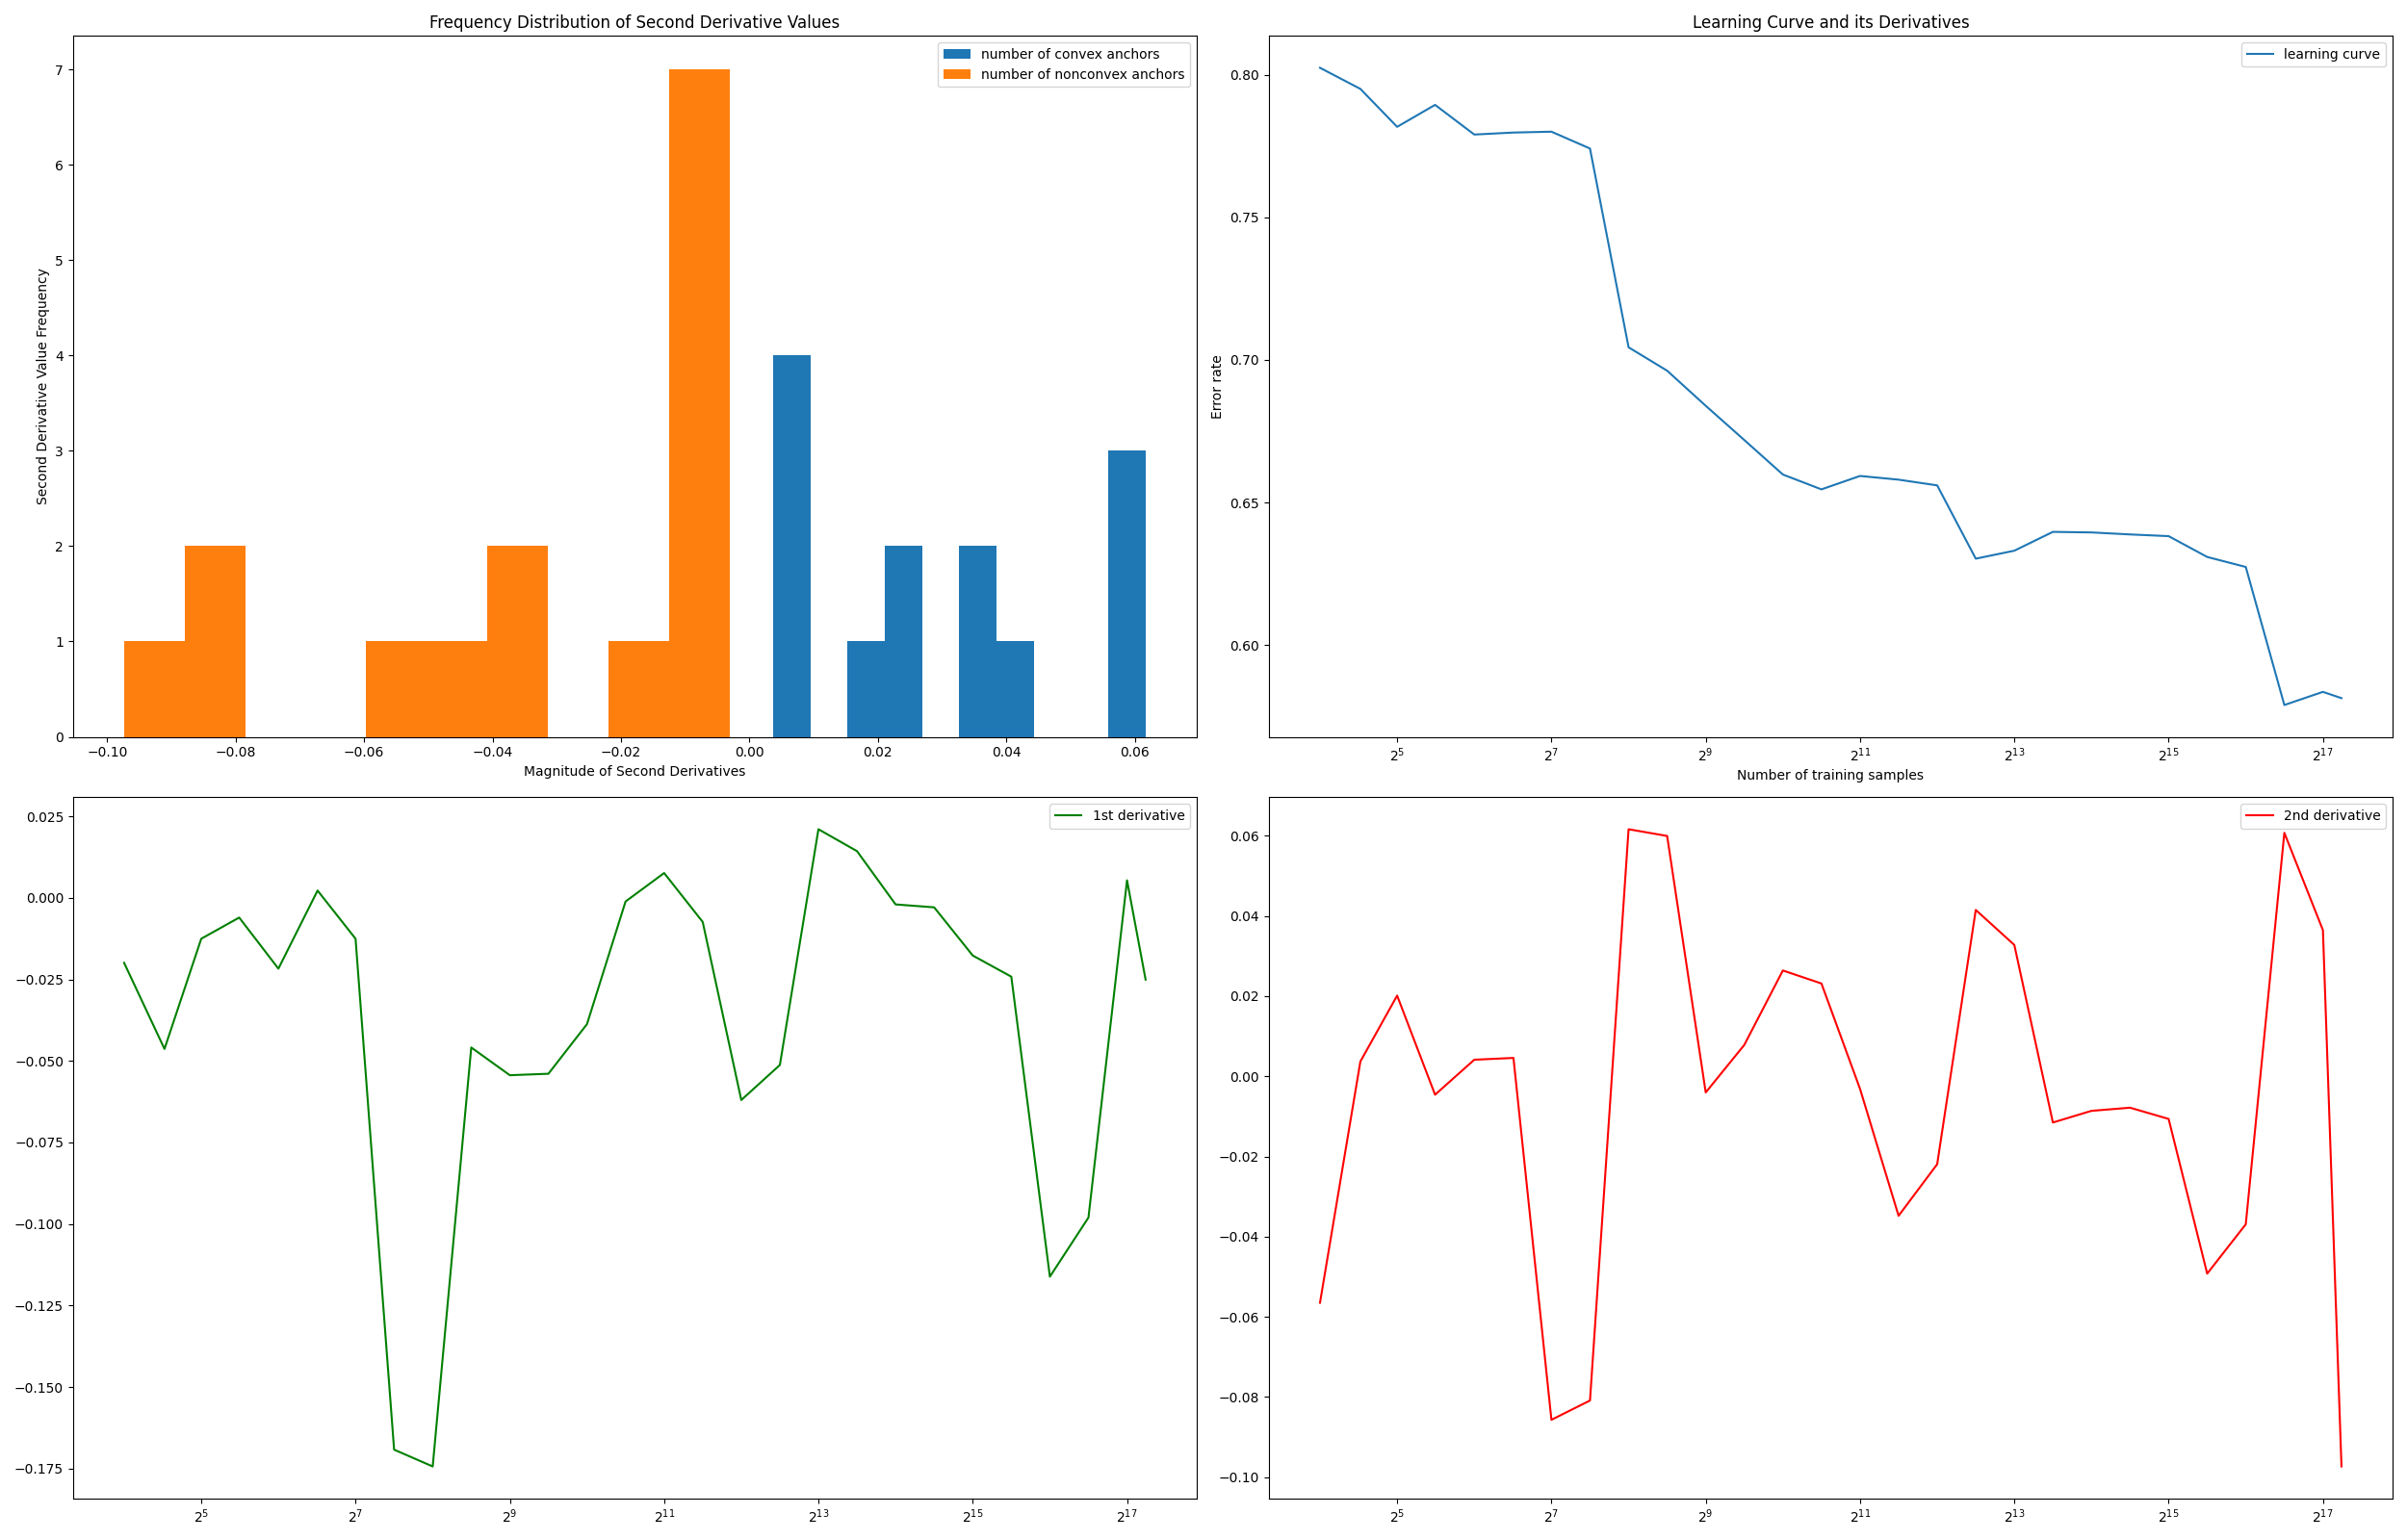 Frequency Distribution of Second Derivative Values
number of convex anchors
number of nonconvex anchors
Second Derivative Value Frequency
7
6
5
4
3
2
1
0
−0.10 −0.08 −0.06 −0.04 −0.02 0.00 0.02 0.04 0.06
Magnitude of Second Derivatives
Learning Curve and its Derivatives
learning curve
Error rate
0.80
0.75
0.70
0.65
0.60
2^5 2^7 2^9 2^11 2^13 2^15 2^17
Number of training samples
1st derivative
0.025
0.000
−0.025
−0.050
−0.075
−0.100
−0.125
−0.150
−0.175
2^5 2^7 2^9 2^11 2^13 2^15 2^17
2nd derivative
0.06
0.04
0.02
0.00
−0.02
−0.04
−0.06
−0.08
−0.10
2^5 2^7 2^9 2^11 2^13 2^15 2^17